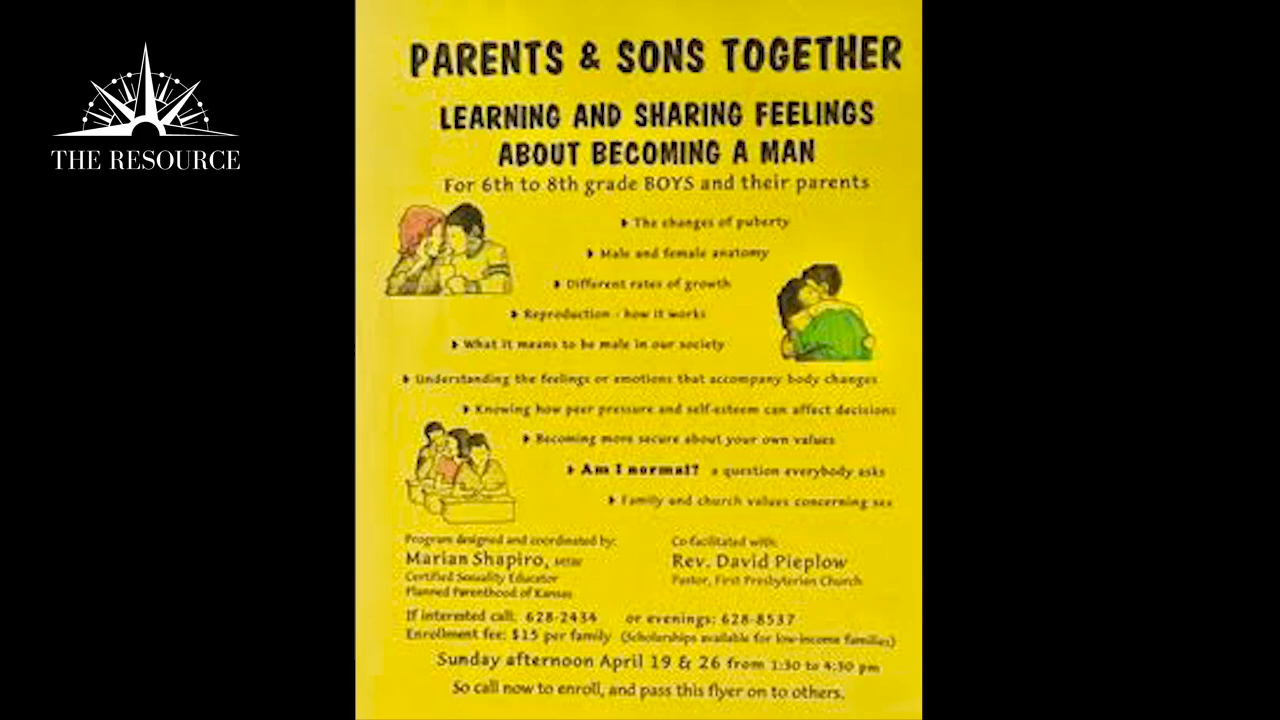 THE RESOURCE
PARENTS & SONS TOGETHER
LEARNING AND SHARING FEELINGS
ABOUT BECOMING A MAN
For 6th to 8th grade BOYS and their parents
The changes of puberty
Male and female anatomy
Different rates of growth
Reproduction - how it works
What it means to be male in our society
Understanding the feelings or emotions that accompany body changes
Knowing how peer pressure and self-esteem can affect decisions
Becoming more secure about your own values
Am I normal? a question everybody asks
Family and church values concerning sex
Program designed and coordinated by:
Marian Shapiro,
Certified Sexuality Educator
Planned Parenthood of Kansas
Co-facilitated with:
Rev. David Pieplow
Pastor, First Presbyterian Church
If interested call: 628-2434 or evenings: 628-8537
Enrollment fee: $15 per family (Scholarships available for low-income families)
Sunday afternoon April 19 & 26 from 1:30 to 4:30 pm
So call now to enroll, and pass this flyer on to others.